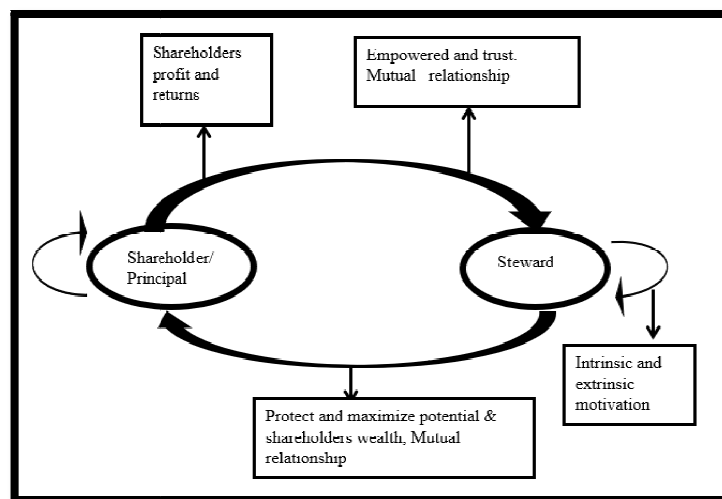 Shareholders
profit and
returns
Empowered and trust.
Mutual relationship
Shareholder/
Principal
Steward
Intrinsic and
extrinsic
motivation
Protect and maximize potential &
shareholders wealth, Mutual
relationship